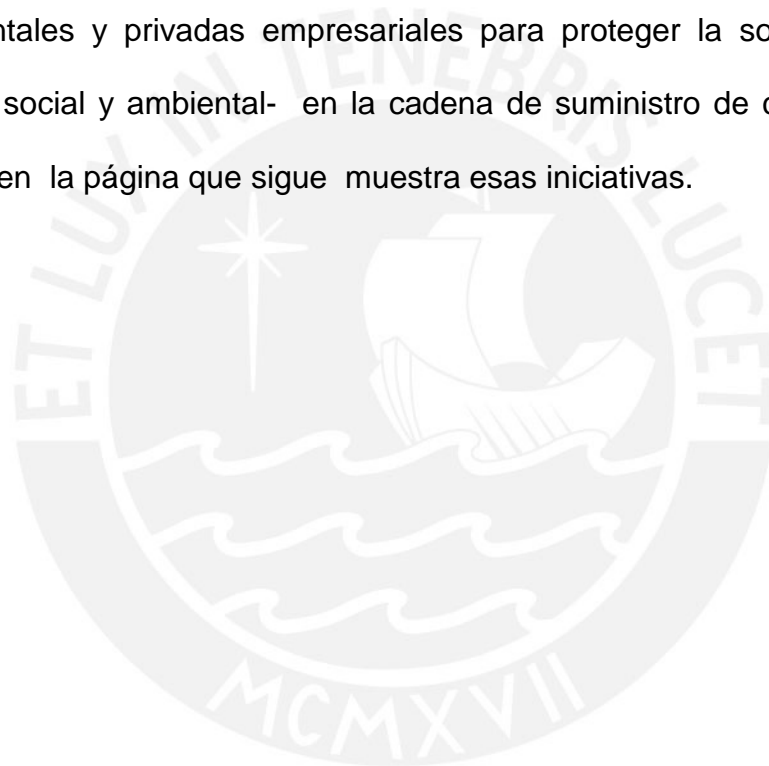 ntales y privadas empresariales para proteger la so
social y ambiental- en la cadena de suministro de
en la página que sigue muestra esas iniciativas.
ET LUX IN TENEBRIS LUCET
MCMXVII